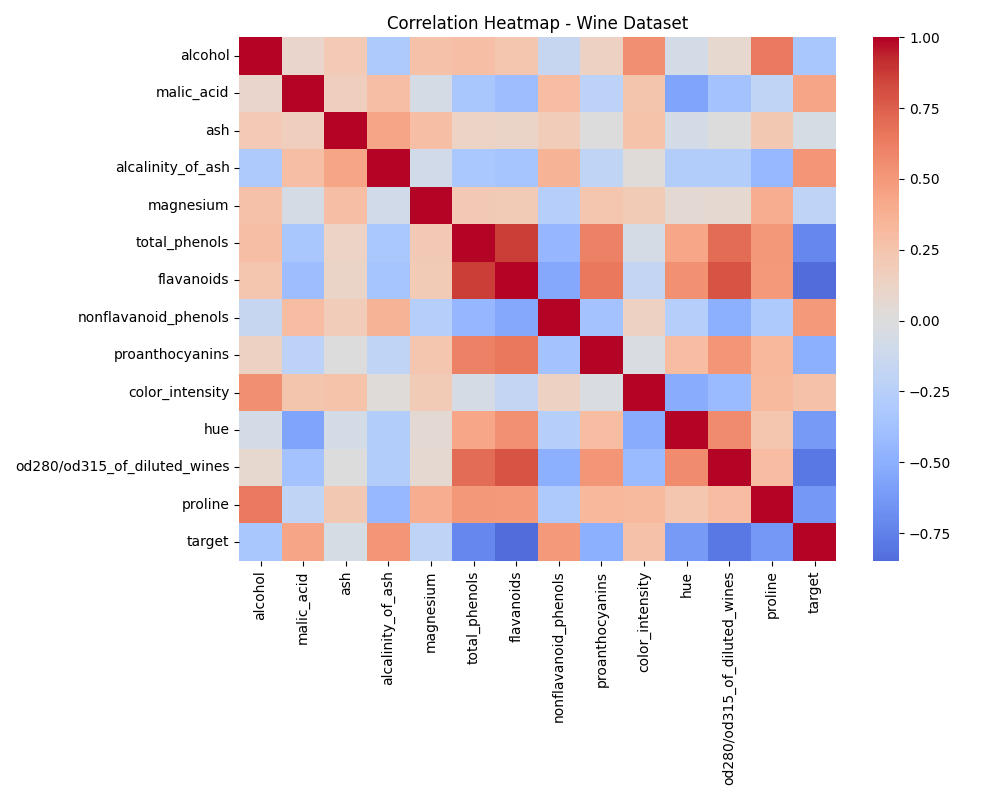 Correlation Heatmap - Wine Dataset
alcohol
malic_acid
ash
alcalinity_of_ash
magnesium
total_phenols
flavanoids
nonflavanoid_phenols
proanthocyanins
color_intensity
hue
od280/od315_of_diluted_wines
proline
target
alcohol
malic_acid
ash
alcalinity_of_ash
magnesium
total_phenols
flavanoids
nonflavanoid_phenols
proanthocyanins
color_intensity
hue
od280/od315_of_diluted_wines
proline
target
1.00
0.75
0.50
0.25
0.00
−0.25
−0.50
−0.75